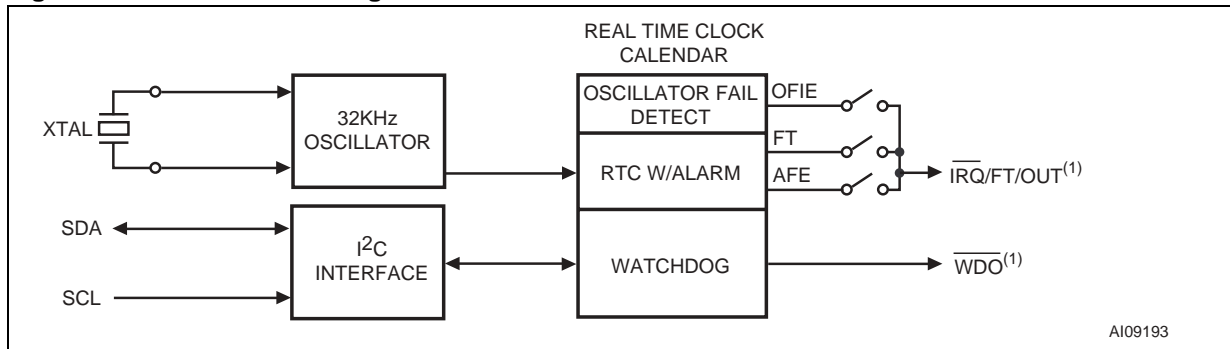 REAL TIME CLOCK
CALENDAR
XTAL
32KHz
OSCILLATOR
OSCILLATOR FAIL
DETECT
OFIE
RTC W/ALARM
FT
AFE
IRQ/FT/OUT(1)
SDA
SCL
I2C
INTERFACE
WATCHDOG
WDO(1)
AI09193